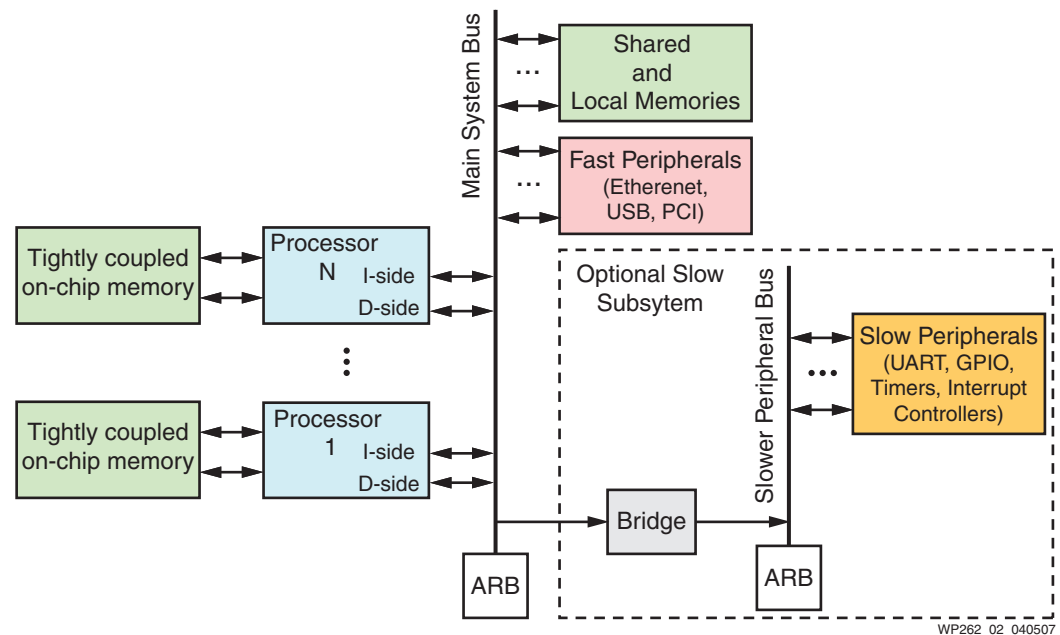 Main System Bus
Shared
and
Local Memories
...
Fast Peripherals
(Etherenet,
USB, PCI)
...
Tightly coupled
on-chip memory
Processor
N
I-side
D-side
Optional Slow
Subsytem
Slower Peripheral Bus
Slow Peripherals
(UART, GPIO,
Timers, Interrupt
Controllers)
...
Tightly coupled
on-chip memory
Processor
1
I-side
D-side
Bridge
ARB
ARB
WP262_02_040507